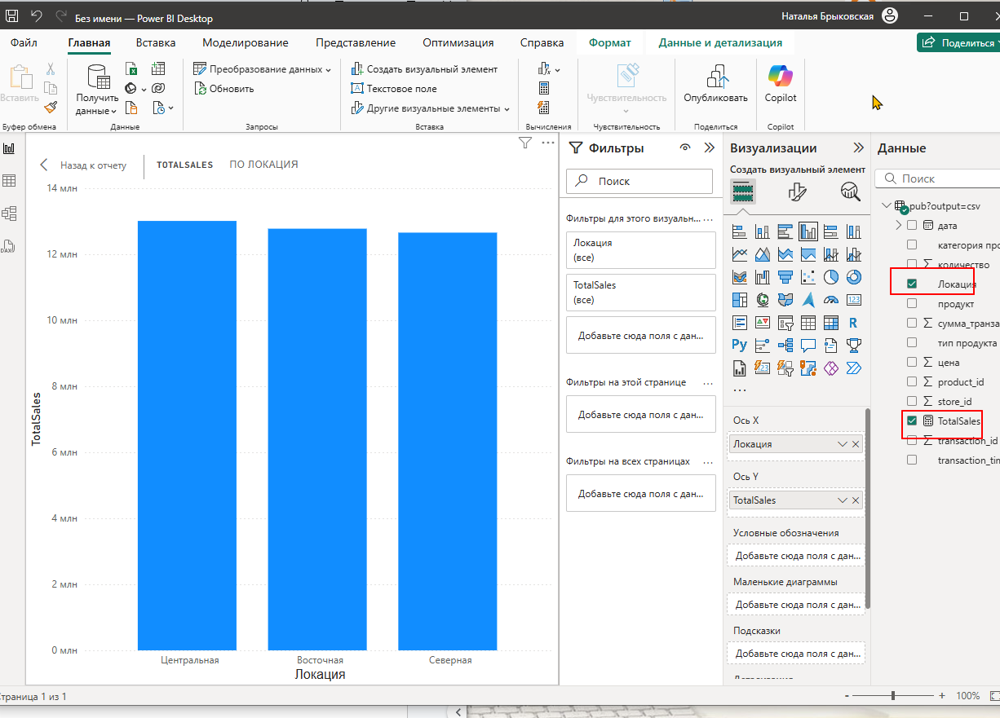 Без имени — Power BI Desktop
Наталья Брыковская
Файл Главная Вставка Моделирование Представление Оптимизация Справка Формат Данные и детализация Поделиться
Вставить
Буфер обмена
Получить данные
Данные
Преобразование данных
Обновить
Запросы
Создать визуальный элемент
Текстовое поле
Другие визуальные элементы
Вставка
Вычисления
Чувствительность
Чувствительность
Опубликовать
Поделиться
Copilot
Copilot
DAX
Назад к отчету
TOTALSALES
ПО ЛОКАЦИЯ
14 млн
12 млн
10 млн
8 млн
6 млн
4 млн
2 млн
0 млн
TotalSales
Центральная Восточная Северная
Локация
Фильтры
Поиск
Фильтры для этого визуальн... ...
Локация
(все)
TotalSales
(все)
Добавьте сюда поля с дан...
Фильтры на этой странице ...
Добавьте сюда поля с дан...
Фильтры на всех страницах ...
Добавьте сюда поля с дан...
Визуализации
Создать визуальный элемент
123
R
Py
123
...
Ось X
Локация
Ось Y
TotalSales
Условные обозначения
Добавьте сюда поля с дан...
Маленькие диаграммы
Добавьте сюда поля с дан...
Подсказки
Добавьте сюда поля с дан...
Данные
Поиск
pub?output=csv
дата
категория про
количество
Локация
продукт
сумма_транза
тип продукта
цена
product_id
store_id
TotalSales
transaction_id
transaction_tim
траница 1 из 1
- + 100%